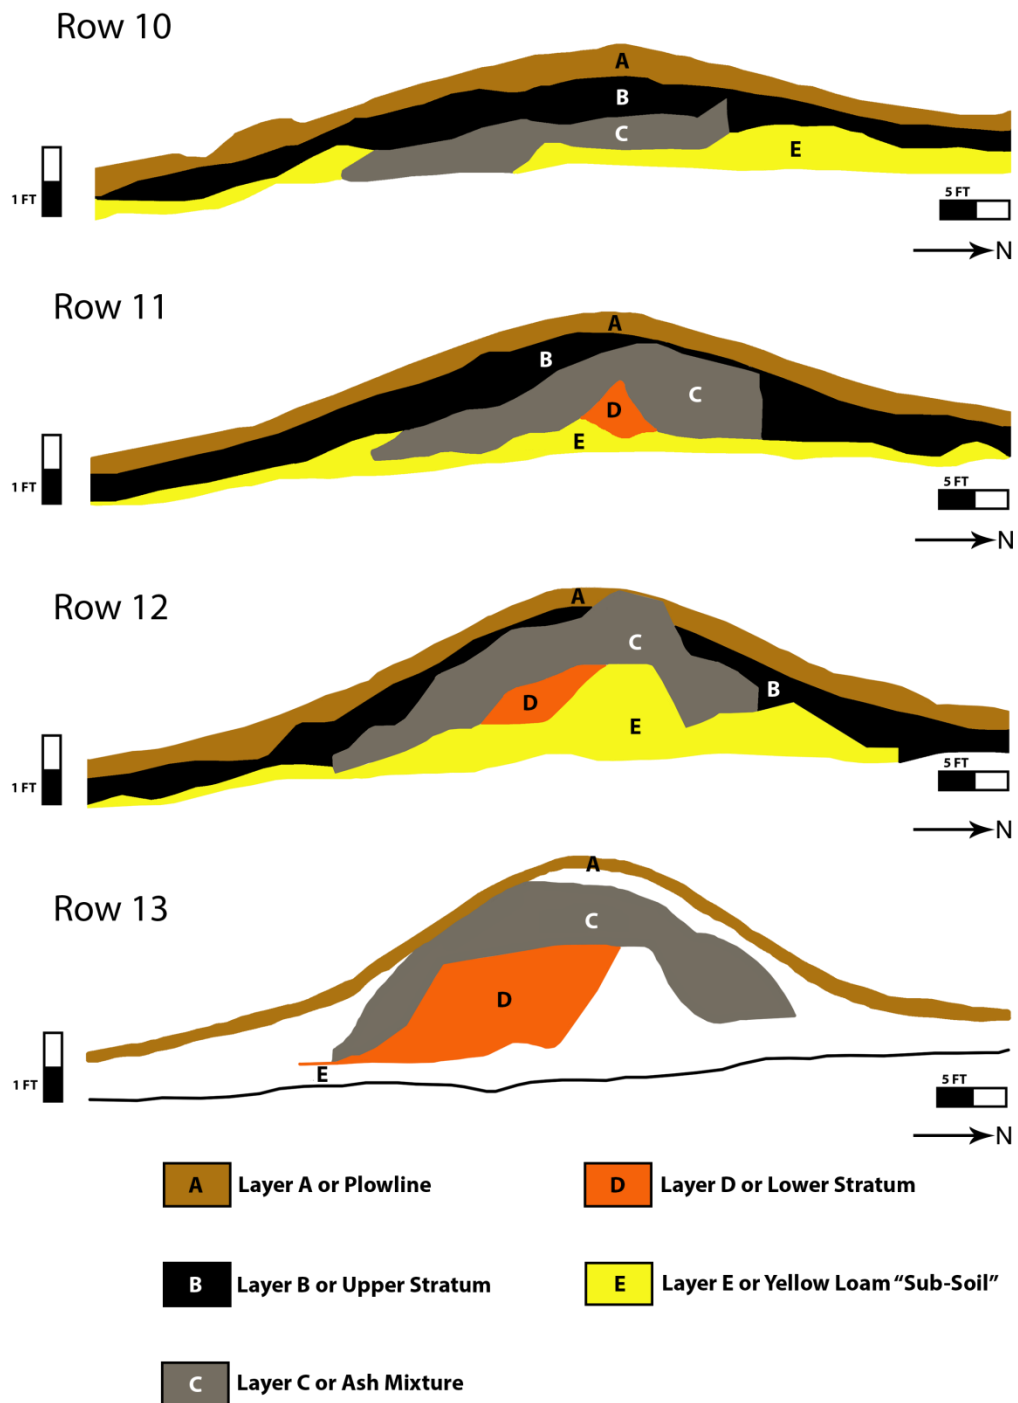 Row 10
A
B
C
E
1 FT
5 FT
N
Row 11
A
B
C
D
E
1 FT
5 FT
N
Row 12
A
C
B
D
E
1 FT
5 FT
N
Row 13
A
C
D
E
1 FT
5 FT
N
A Layer A or Plowline
D Layer D or Lower Stratum
B Layer B or Upper Stratum
E Layer E or Yellow Loam “Sub-Soil”
C Layer C or Ash Mixture